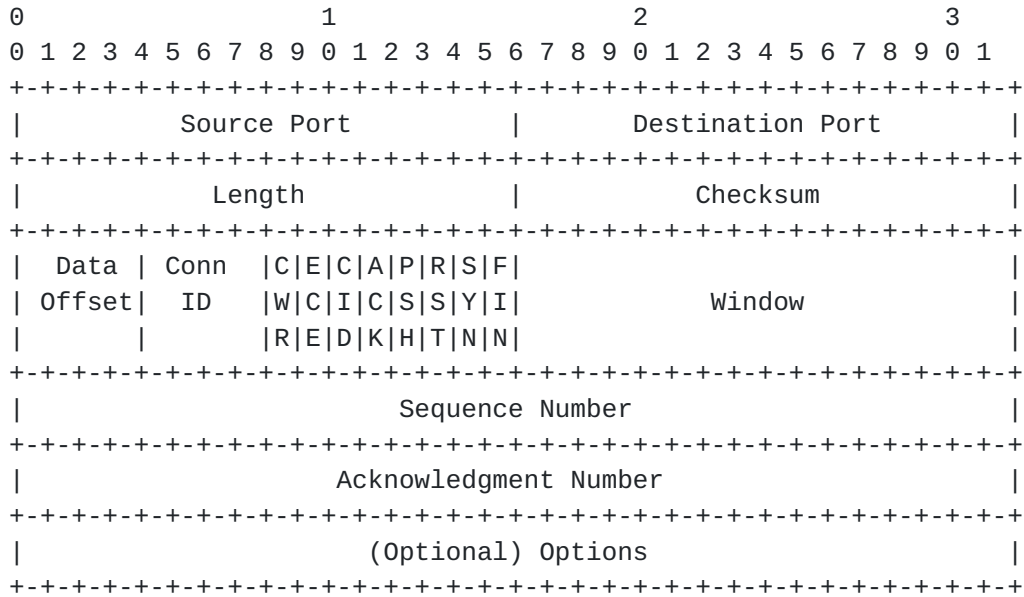 0                   1                   2                   3
0 1 2 3 4 5 6 7 8 9 0 1 2 3 4 5 6 7 8 9 0 1 2 3 4 5 6 7 8 9 0 1
+-+-+-+-+-+-+-+-+-+-+-+-+-+-+-+-+-+-+-+-+-+-+-+-+-+-+-+-+-+-+-+-+
|          Source Port          |       Destination Port        |
+-+-+-+-+-+-+-+-+-+-+-+-+-+-+-+-+-+-+-+-+-+-+-+-+-+-+-+-+-+-+-+-+
|            Length             |           Checksum            |
+-+-+-+-+-+-+-+-+-+-+-+-+-+-+-+-+-+-+-+-+-+-+-+-+-+-+-+-+-+-+-+-+
|  Data | Conn  |C|E|C|A|P|R|S|F|                               |
| Offset|  ID   |W|C|I|C|S|S|Y|I|            Window             |
|       |       |R|E|D|K|H|T|N|N|                               |
+-+-+-+-+-+-+-+-+-+-+-+-+-+-+-+-+-+-+-+-+-+-+-+-+-+-+-+-+-+-+-+-+
|                        Sequence Number                        |
+-+-+-+-+-+-+-+-+-+-+-+-+-+-+-+-+-+-+-+-+-+-+-+-+-+-+-+-+-+-+-+-+
|                    Acknowledgment Number                      |
+-+-+-+-+-+-+-+-+-+-+-+-+-+-+-+-+-+-+-+-+-+-+-+-+-+-+-+-+-+-+-+-+
|                      (Optional) Options                       |
+-+-+-+-+-+-+-+-+-+-+-+-+-+-+-+-+-+-+-+-+-+-+-+-+-+-+-+-+-+-+-+-+